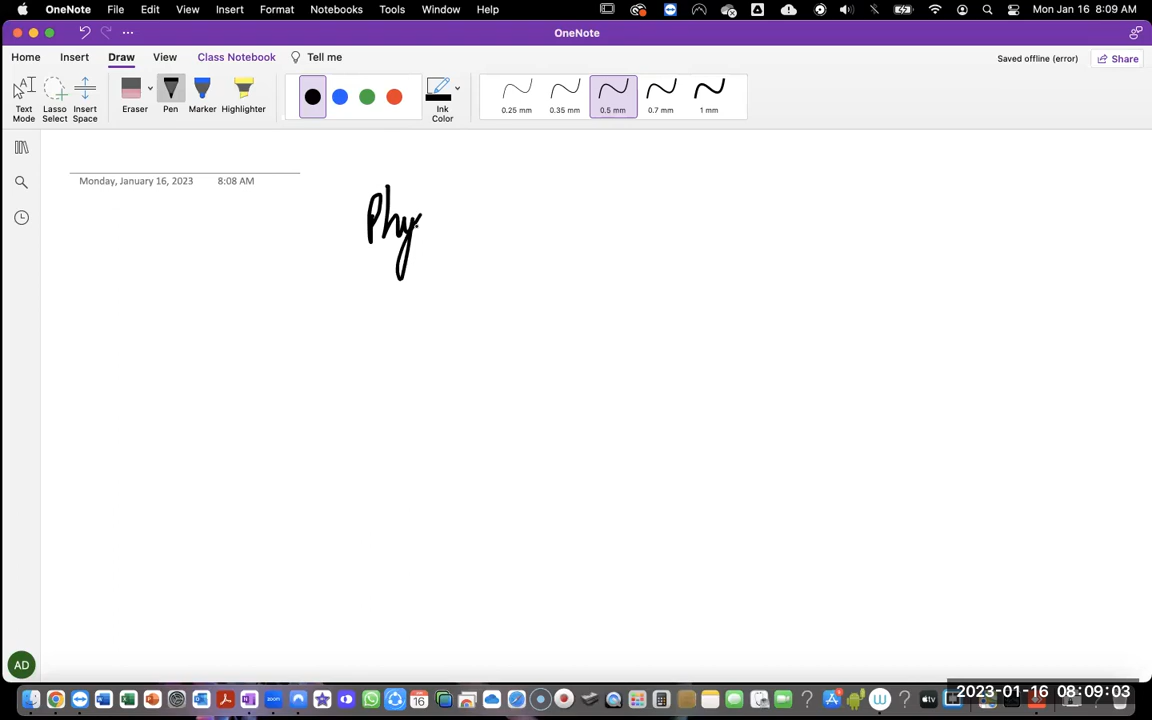 OneNote File Edit View Insert Format Notebooks Tools Window Help Mon Jan 16 8:09 AM
OneNote
Home Insert Draw View Class Notebook Tell me Saved offline (error) Share
Text Mode Lasso Select Insert Space Eraser Pen Marker Highlighter Ink Color 0.25 mm 0.35 mm 0.5 mm 0.7 mm 1 mm
Monday, January 16, 2023 8:08 AM
Phy
AD
2023-01-16 08:09:03